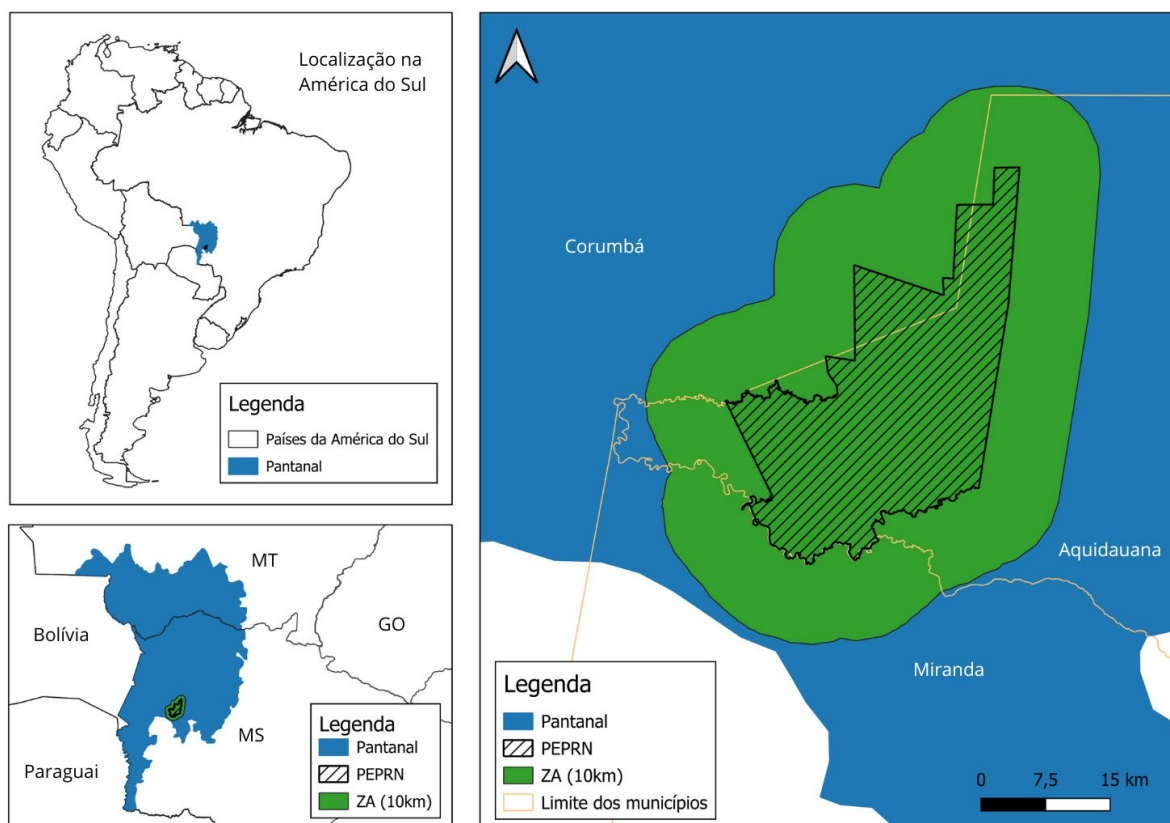 Localização na
América do Sul
Legenda
Países da América do Sul
Pantanal
MT
Bolívia
GO
MS
Paraguai
Legenda
Pantanal
PEPRN
ZA (10km)
Corumbá
Aquidauana
Miranda
Legenda
Pantanal
PEPRN
ZA (10km)
Limite dos municípios
0 7,5 15 km